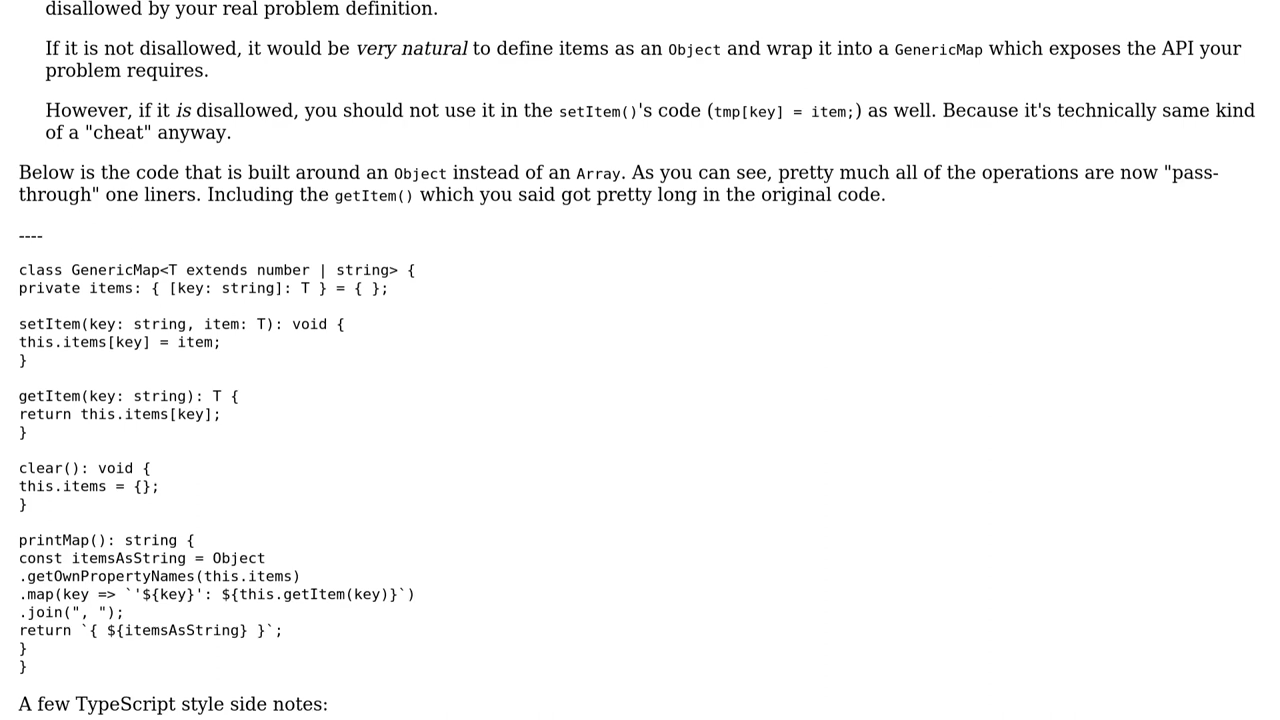 disallowed by your real problem definition.
If it is not disallowed, it would be very natural to define items as an Object and wrap it into a GenericMap which exposes the API your
problem requires.
However, if it is disallowed, you should not use it in the setItem()'s code (tmp[key] = item;) as well. Because it's technically same kind
of a "cheat" anyway.
Below is the code that is built around an Object instead of an Array. As you can see, pretty much all of the operations are now "pass-
through" one liners. Including the getItem() which you said got pretty long in the original code.
----
class GenericMap<T extends number | string> {
private items: { [key: string]: T } = { };
setItem(key: string, item: T): void {
this.items[key] = item;
}
getItem(key: string): T {
return this.items[key];
}
clear(): void {
this.items = {};
}
printMap(): string {
const itemsAsString = Object
.getOwnPropertyNames(this.items)
.map(key => `'${key}': ${this.getItem(key)}`)
.join(", ");
return `{ ${itemsAsString} }`;
}
}
A few TypeScript style side notes: